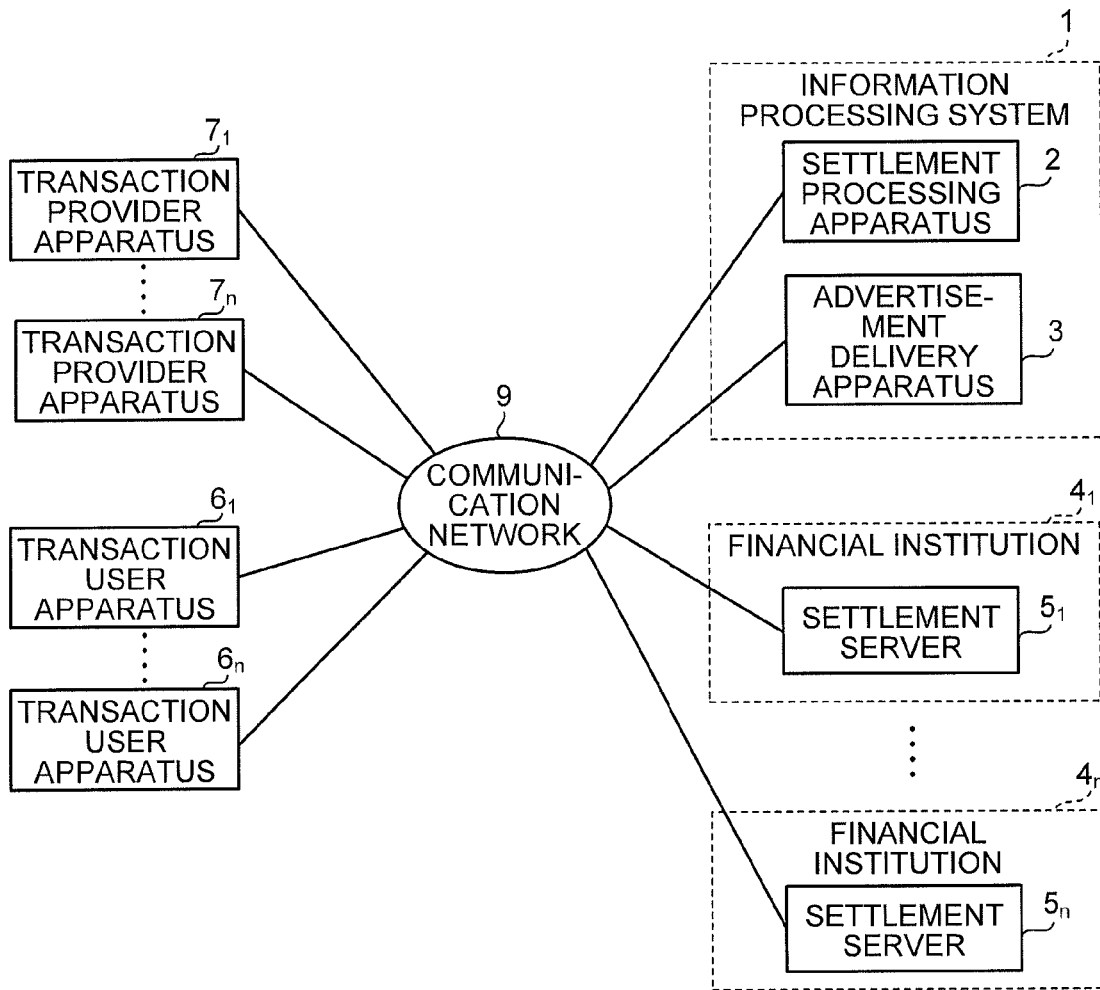 1
INFORMATION
PROCESSING SYSTEM
SETTLEMENT
PROCESSING
APPARATUS
2
ADVERTISE-
MENT
DELIVERY
APPARATUS
3
7₁
TRANSACTION
PROVIDER
APPARATUS
7ₙ
TRANSACTION
PROVIDER
APPARATUS
9
COMMUNI-
CATION
NETWORK
6₁
TRANSACTION
USER
APPARATUS
6ₙ
TRANSACTION
USER
APPARATUS
4₁
FINANCIAL INSTITUTION
SETTLEMENT
SERVER
5₁
4ₙ
FINANCIAL
INSTITUTION
SETTLEMENT
SERVER
5ₙ